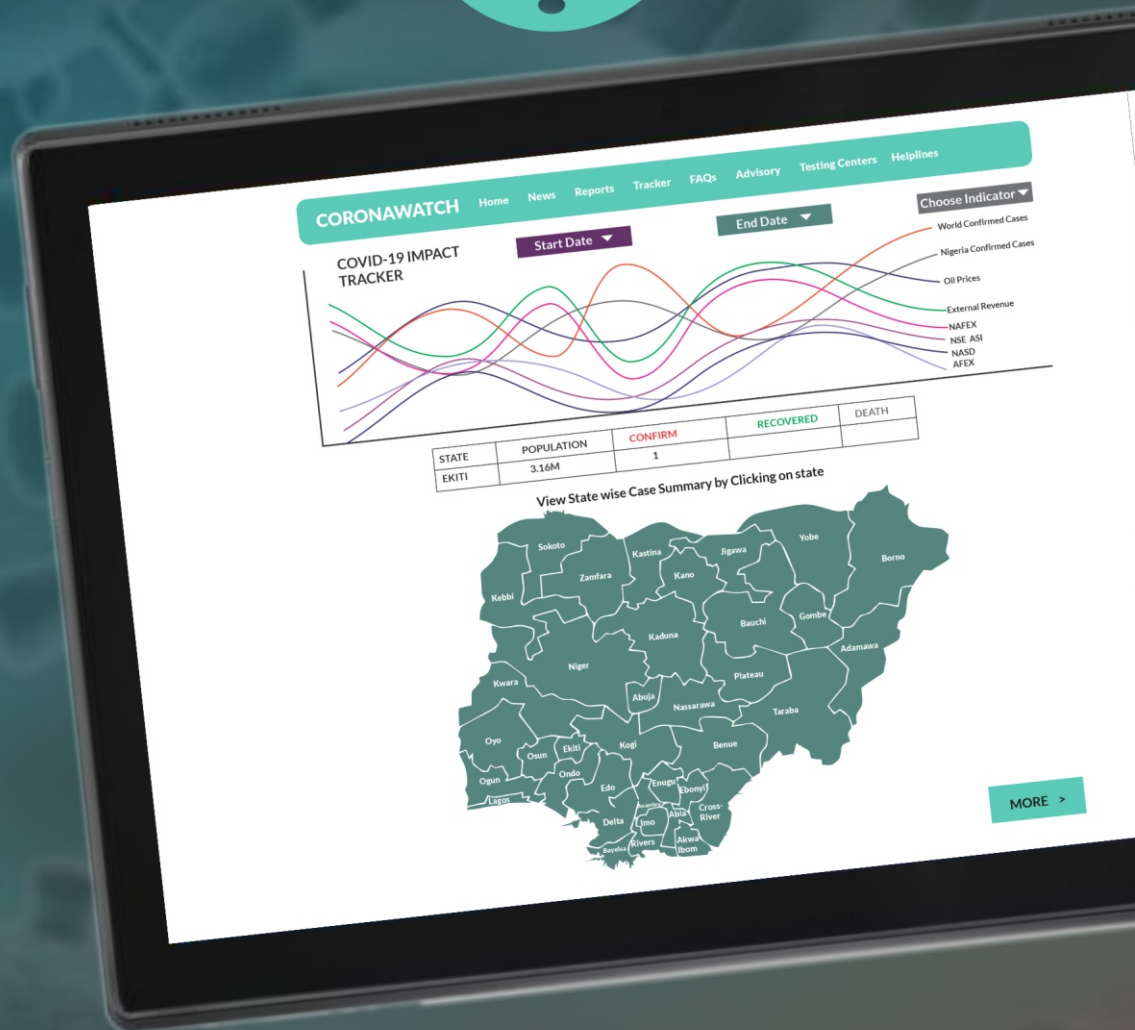 CORONAWATCH
Home
News
Reports
Tracker
FAQs
Advisory
Testing Centers
Helplines
COVID-19 IMPACT
TRACKER
Start Date
End Date
Choose Indicator
World Confirmed Cases
Nigeria Confirmed Cases
Oil Prices
External Revenue
NAFEX
NSE ASI
NASD
AFEX
STATE POPULATION CONFIRM RECOVERED DEATH
EKITI 3.16M 1
View State wise Case Summary by Clicking on state
Sokoto
Kastina
Jigawa
Yobe
Borno
Zamfara
Kano
Kebbi
Bauchi
Gombe
Kaduna
Adamawa
Niger
Plateau
Kwara
Abuja
Nassarawa
Taraba
Oyo
Osun
Ekiti
Kogi
Benue
Ogun
Ondo
Edo
Enugu
Ebonyi
Lagos
Cross-
River
Delta
Imo
Abia
Bayelsa
Rivers
Akwa
ibom
MORE >